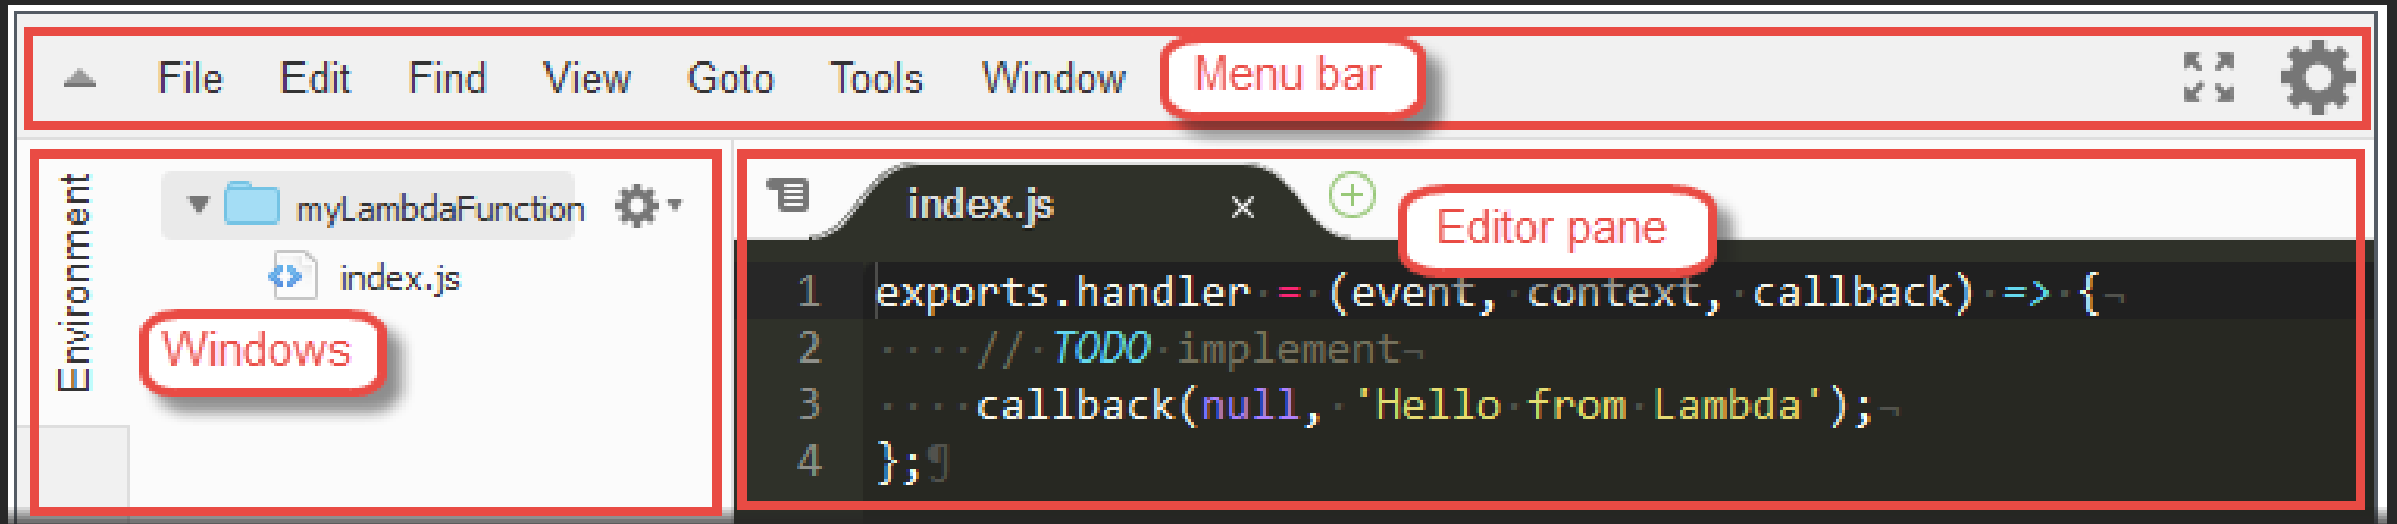 File Edit Find View Goto Tools Window Menu bar
Environment
myLambdaFunction
index.js
Windows
index.js ×
Editor pane
1 exports.handler = (event, context, callback) => {¬
2 ····// TODO implement¬
3 ····callback(null, 'Hello from Lambda');¬
4 };¶